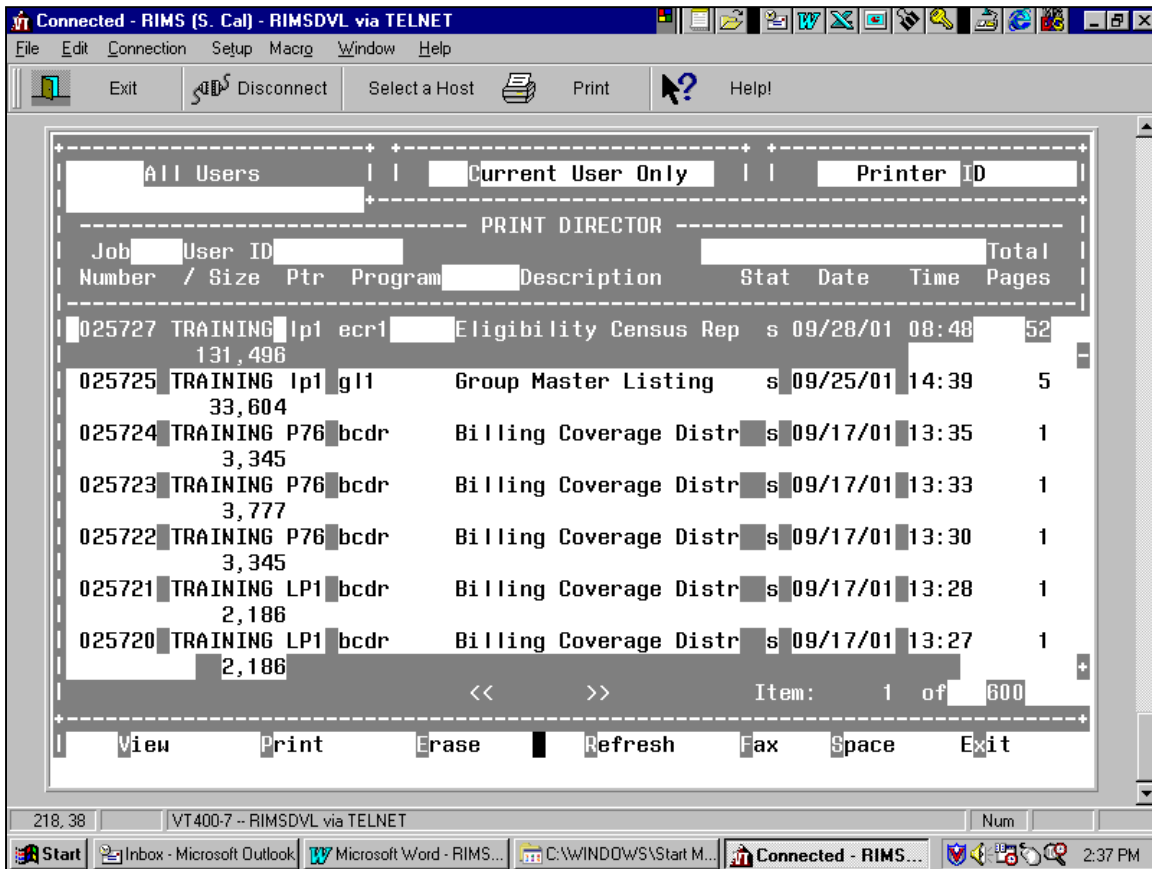 Connected - RIMS (S. Cal) - RIMSDVL via TELNET
File Edit Connection Setup Macro Window Help
Exit Disconnect Select a Host Print Help!
All Users Current User Only Printer ID
PRINT DIRECTOR
Job User ID Total
Number / Size Ptr Program Description Stat Date Time Pages
025727 TRAINING lp1 ecr1 Eligibility Census Rep s 09/28/01 08:48 52
131,496
025725 TRAINING lp1 gl1 Group Master Listing s 09/25/01 14:39 5
33,604
025724 TRAINING P76 bcdr Billing Coverage Distr s 09/17/01 13:35 1
3,345
025723 TRAINING P76 bcdr Billing Coverage Distr s 09/17/01 13:33 1
3,777
025722 TRAINING P76 bcdr Billing Coverage Distr s 09/17/01 13:30 1
3,345
025721 TRAINING LP1 bcdr Billing Coverage Distr s 09/17/01 13:28 1
2,186
025720 TRAINING LP1 bcdr Billing Coverage Distr s 09/17/01 13:27 1
2,186
<< >> Item: 1 of 600
View Print Erase Refresh Fax Space Exit
218, 38 VT400-7 -- RIMSDVL via TELNET Num
Start Inbox - Microsoft Outlook Microsoft Word - RIMS... C:\WINDOWS\Start M... Connected - RIMS... 2:37 PM